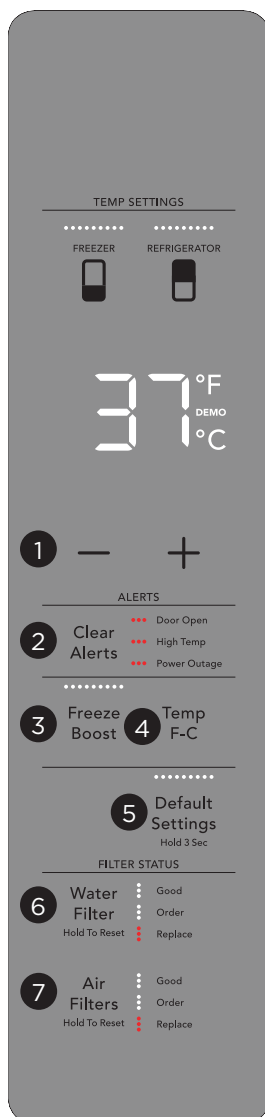 TEMP SETTINGS
FREEZER REFRIGERATOR
37 °F
DEMO
°C
1 − +
ALERTS
2 Clear Alerts
Door Open
High Temp
Power Outage
3 Freeze Boost
4 Temp F-C
5 Default Settings
Hold 3 Sec
FILTER STATUS
6 Water Filter
Hold To Reset
Good
Order
Replace
7 Air Filters
Hold To Reset
Good
Order
Replace